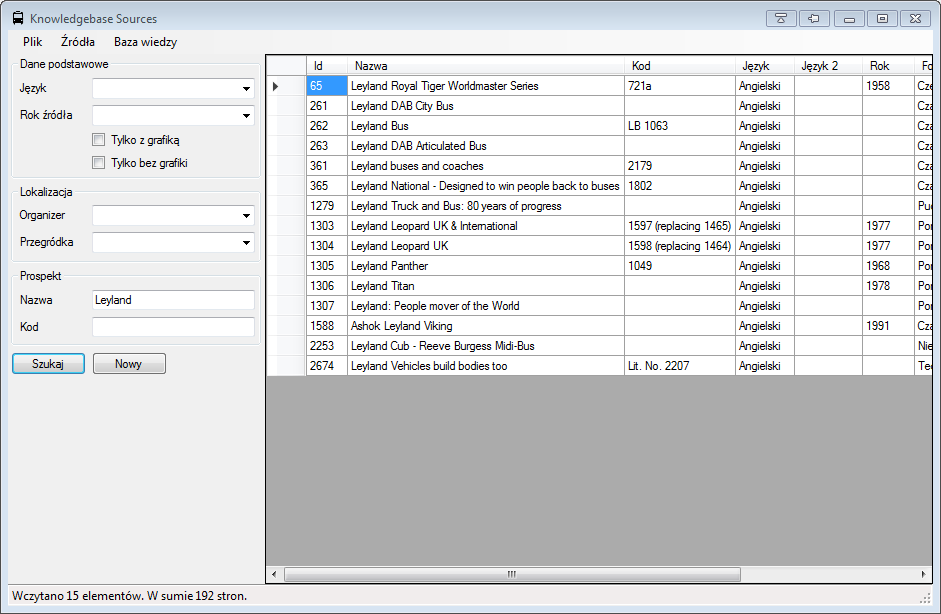 Knowledgebase Sources
Plik Źródła Baza wiedzy
Dane podstawowe
Język
Rok źródła
Tylko z grafiką
Tylko bez grafiki
Lokalizacja
Organizer
Przegródka
Prospekt
Nazwa Leyland
Kod
Szukaj Nowy
Id Nazwa Kod Język Język 2 Rok Fo
65 Leyland Royal Tiger Worldmaster Series 721a Angielski 1958 Cze
261 Leyland DAB City Bus Angielski Cza
262 Leyland Bus LB 1063 Angielski Cza
263 Leyland DAB Articulated Bus Angielski Cza
361 Leyland buses and coaches 2179 Angielski Cza
365 Leyland National - Designed to win people back to buses 1802 Angielski Cza
1279 Leyland Truck and Bus: 80 years of progress Angielski Puc
1303 Leyland Leopard UK & International 1597 (replacing 1465) Angielski 1977 Por
1304 Leyland Leopard UK 1598 (replacing 1464) Angielski 1977 Por
1305 Leyland Panther 1049 Angielski 1968 Por
1306 Leyland Titan Angielski 1978 Por
1307 Leyland: People mover of the World Angielski Por
1588 Ashok Leyland Viking Angielski 1991 Cza
2253 Leyland Cub - Reeve Burgess Midi-Bus Angielski Nie
2674 Leyland Vehicles build bodies too Lit. No. 2207 Angielski Tec
Wczytano 15 elementów. W sumie 192 stron.